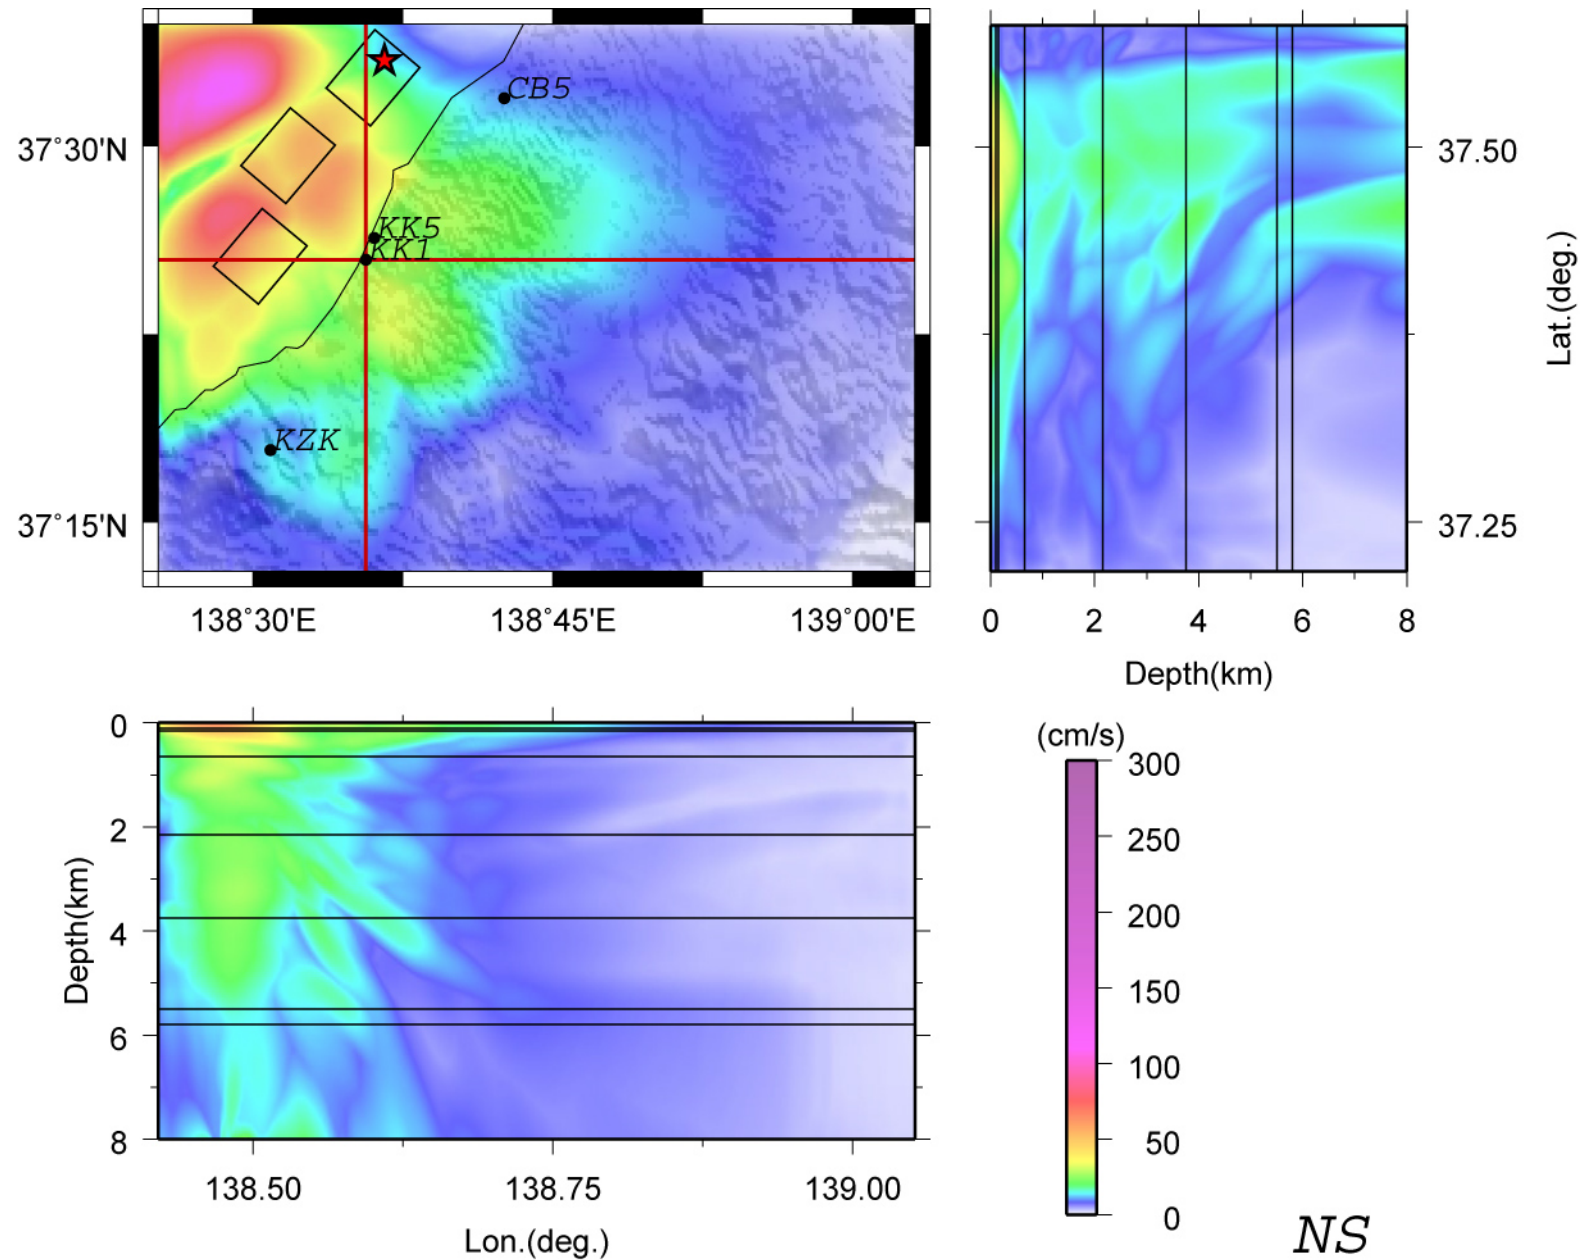 CB5
37°30'N
KK5
KK1
KZK
37°15'N
138°30'E 138°45'E 139°00'E
37.50
Lat.(deg.)
37.25
0 2 4 6 8
Depth(km)
0
2
4
6
8
Depth(km)
138.50 138.75 139.00
Lon.(deg.)
(cm/s)
300
250
200
150
100
50
0
NS